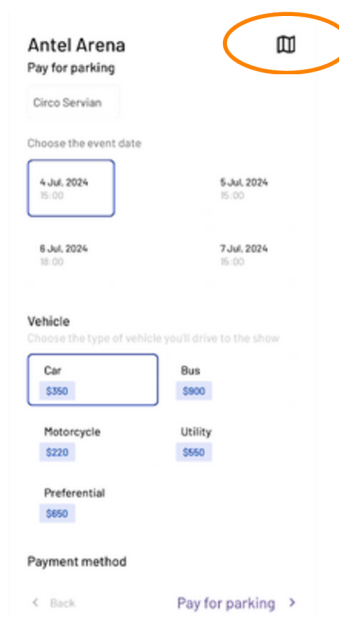 Antel Arena
Pay for parking
Circo Servian
Choose the event date
4 Jul, 2024
15:00
5 Jul, 2024
15:00
6 Jul, 2024
18:00
7 Jul, 2024
15:00
Vehicle
Choose the type of vehicle you'll drive to the show
Car
$350
Bus
$900
Motorcycle
$220
Utility
$550
Preferential
$650
Payment method
Back
Pay for parking